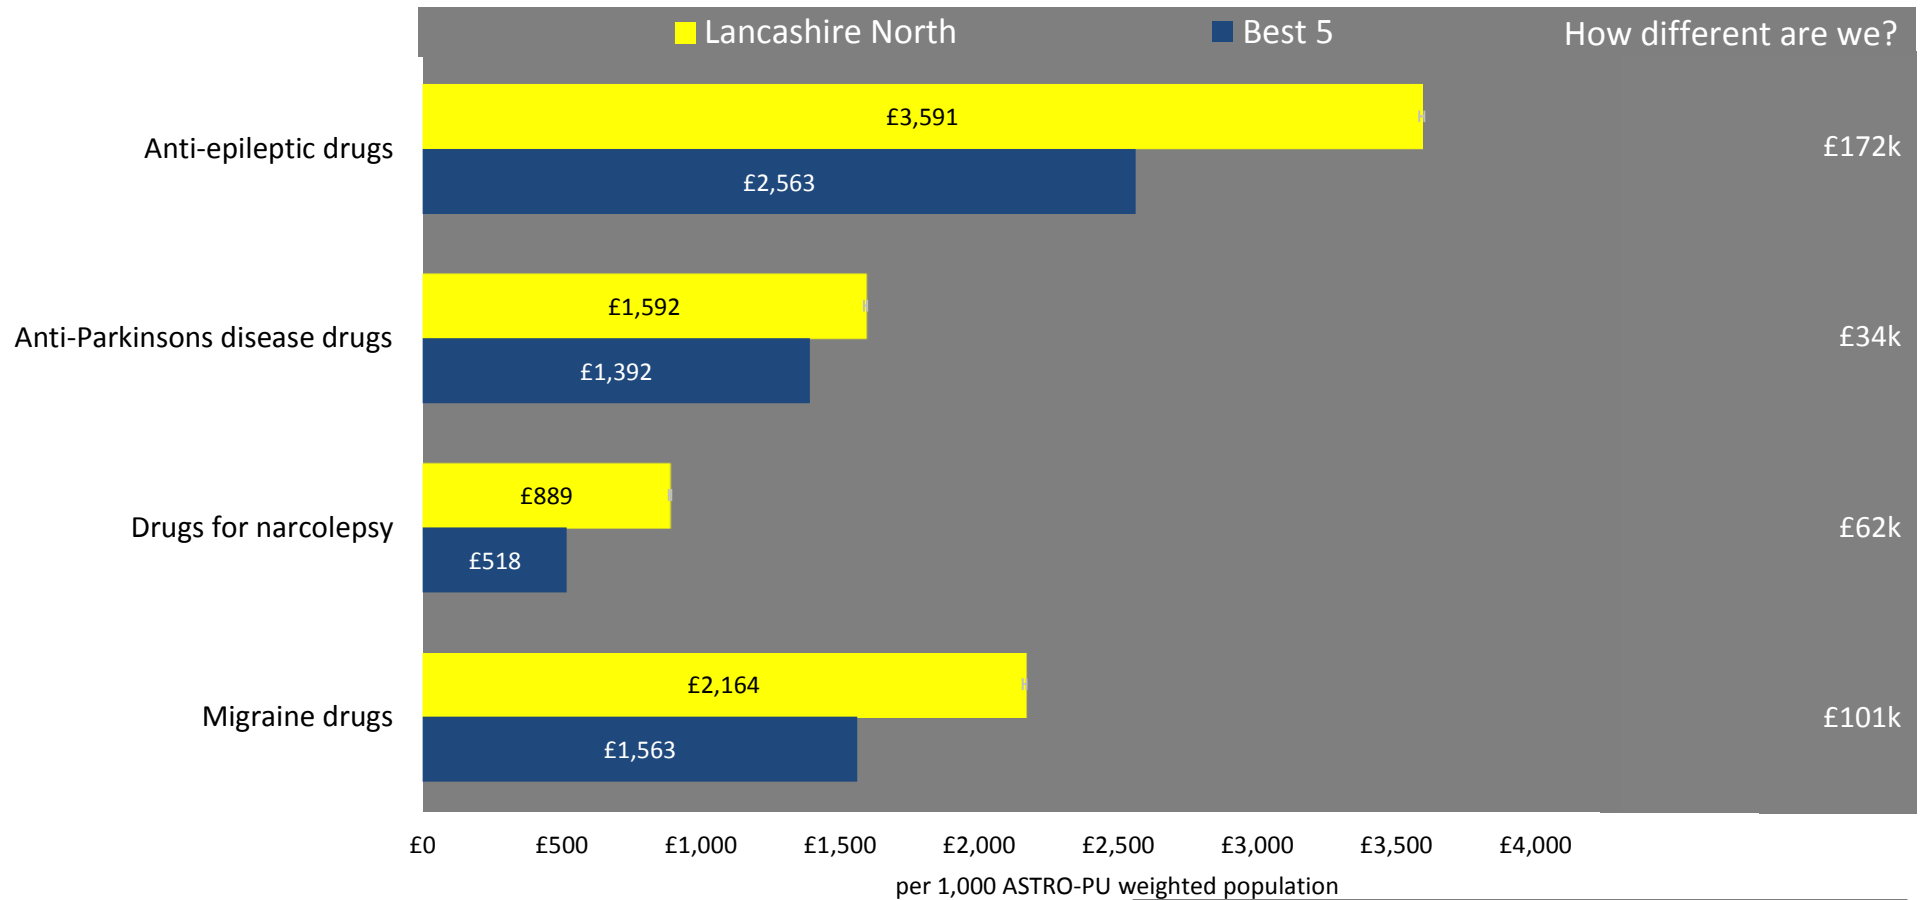 Lancashire North Best 5 How different are we?
Anti-epileptic drugs £3,591 £2,563 £172k
Anti-Parkinsons disease drugs £1,592 £1,392 £34k
Drugs for narcolepsy £889 £518 £62k
Migraine drugs £2,164 £1,563 £101k
£0 £500 £1,000 £1,500 £2,000 £2,500 £3,000 £3,500 £4,000
per 1,000 ASTRO-PU weighted population